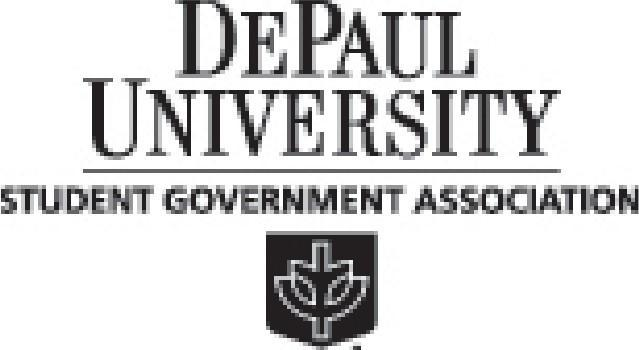 DEPAUL
UNIVERSITY
STUDENT GOVERNMENT ASSOCIATION